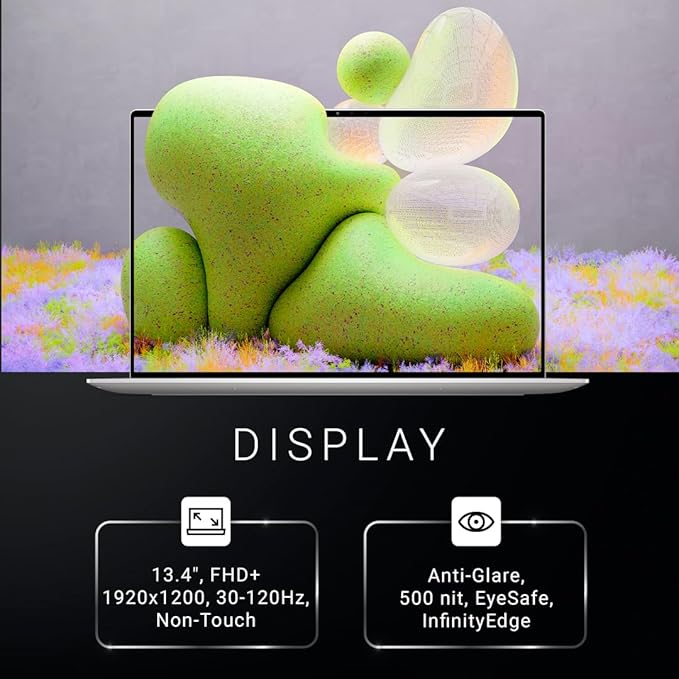 DISPLAY
13.4", FHD+
1920x1200, 30-120Hz,
Non-Touch
Anti-Glare,
500 nit, EyeSafe,
InfinityEdge